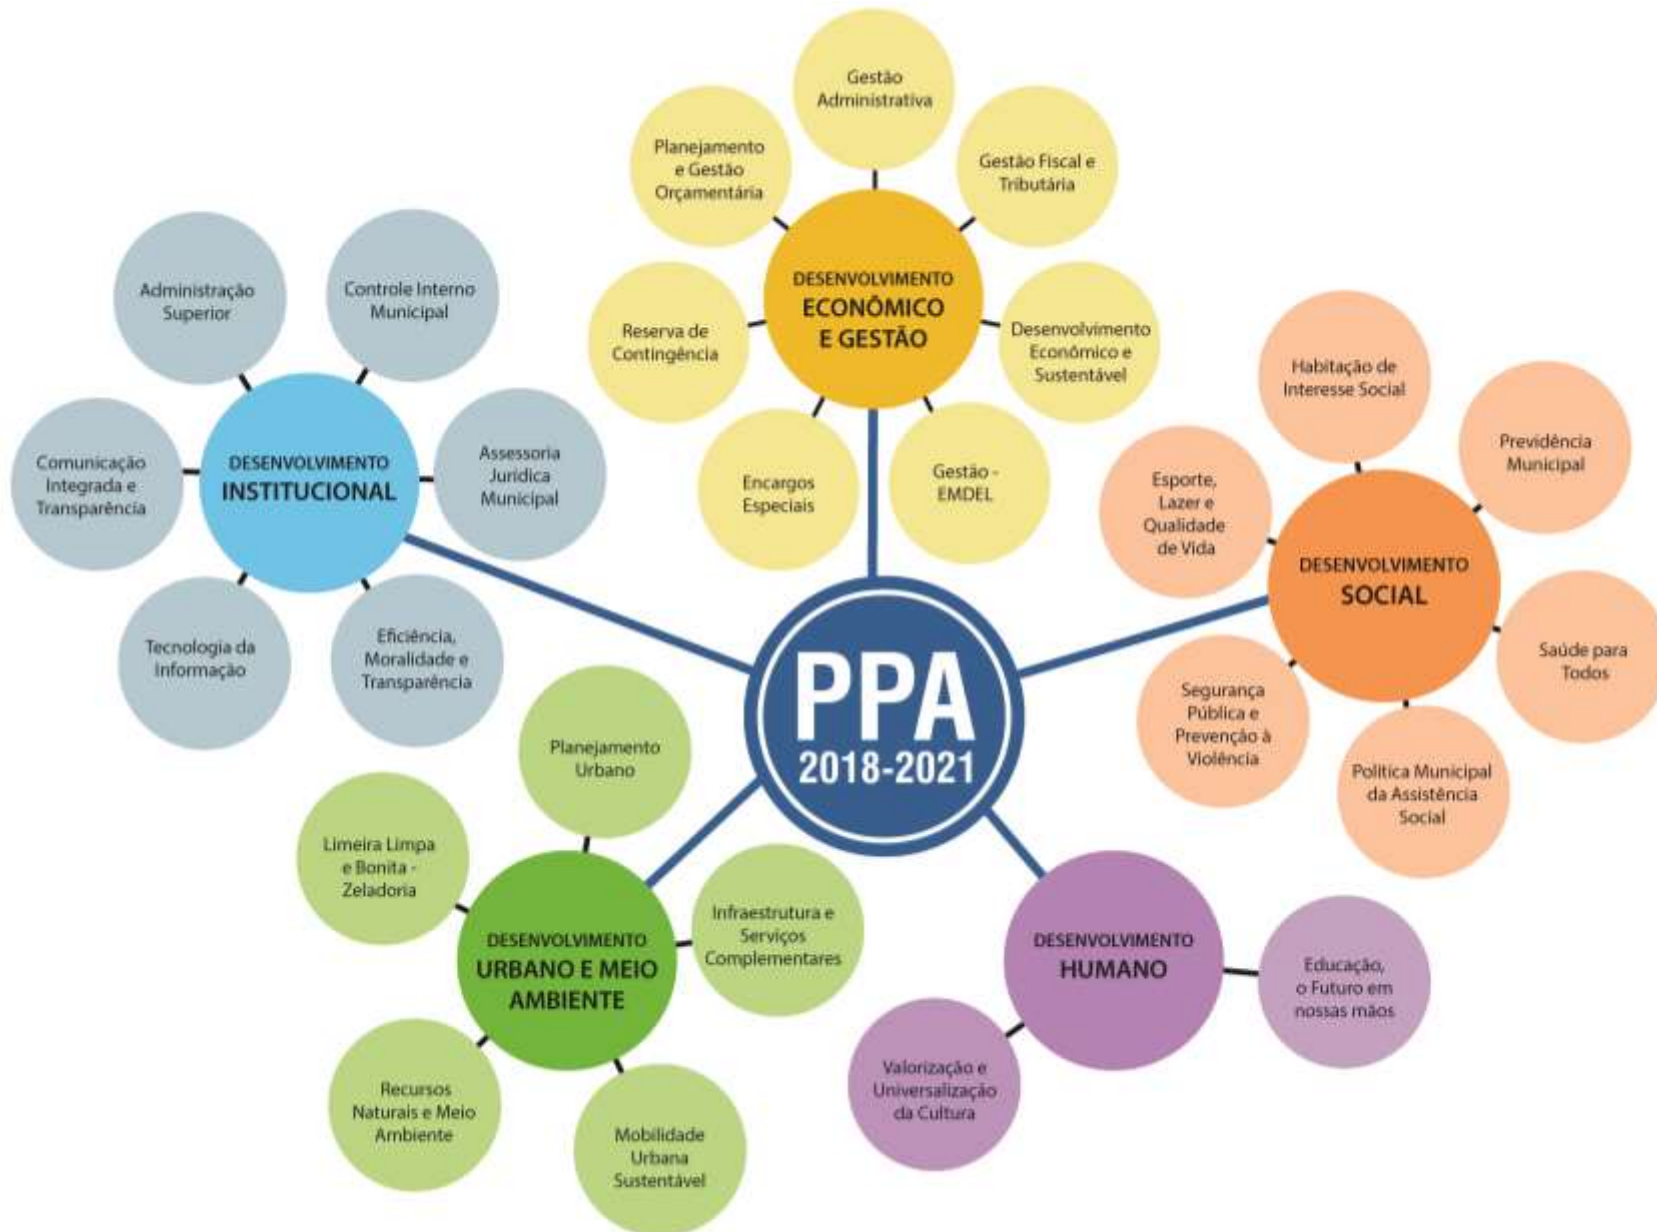 Gestão
Administrativa
Planejamento
e Gestão
Orçamentária
Gestão Fiscal e
Tributária
Reserva de
Contingência
DESENVOLVIMENTO
ECONÔMICO
E GESTÃO
Desenvolvimento
Econômico e
Sustentável
Encargos
Especiais
Gestão -
EMDEL
Administração
Superior
Controle Interno
Municipal
Comunicação
Integrada e
Transparência
DESENVOLVIMENTO
INSTITUCIONAL
Assessoria
Jurídica
Municipal
Tecnologia da
Informação
Eficiência,
Moralidade e
Transparência
Habitação de
Interesse Social
Previdência
Municipal
Esporte,
Lazer e
Qualidade
de Vida
DESENVOLVIMENTO
SOCIAL
Saúde para
Todos
Segurança
Pública e
Prevenção à
Violência
Política Municipal
da Assistência
Social
PPA
2018-2021
Planejamento
Urbano
Limeira Limpa
e Bonita -
Zeladoria
DESENVOLVIMENTO
URBANO E MEIO
AMBIENTE
Infraestrutura e
Serviços
Complementares
Recursos
Naturais e Meio
Ambiente
Mobilidade
Urbana
Sustentável
DESENVOLVIMENTO
HUMANO
Educação,
o Futuro em
nossas mãos
Valorização e
Universalização
da Cultura